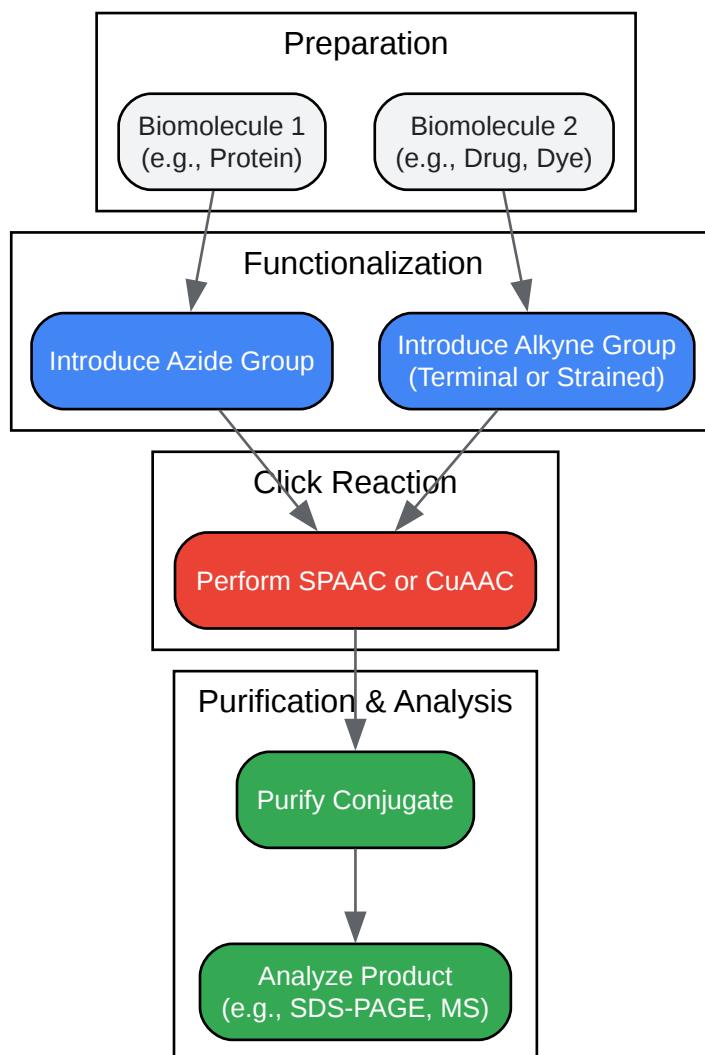 Preparation
Biomolecule 1
(e.g., Protein)
Biomolecule 2
(e.g., Drug, Dye)
Functionalization
Introduce Azide Group
Introduce Alkyne Group
(Terminal or Strained)
Click Reaction
Perform SPAAC or CuAAC
Purification & Analysis
Purify Conjugate
Analyze Product
(e.g., SDS-PAGE, MS)